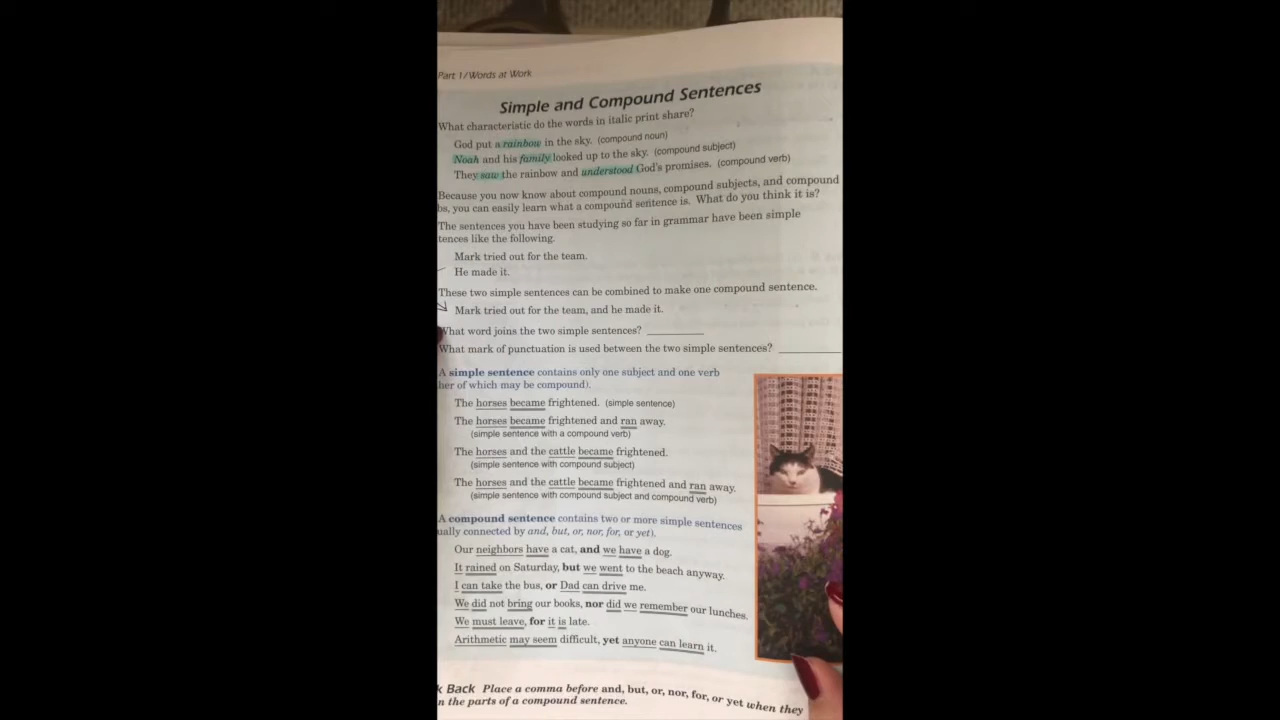 Part 1/Words at Work
Simple and Compound Sentences
What characteristic do the words in italic print share?
God put a rainbow in the sky. (compound noun)
Noah and his family looked up to the sky. (compound subject)
They saw the rainbow and understood God's promises. (compound verb)
Because you now know about compound nouns, compound subjects, and compound
bs, you can easily learn what a compound sentence is. What do you think it is?
The sentences you have been studying so far in grammar have been simple
tences like the following.
Mark tried out for the team.
He made it.
These two simple sentences can be combined to make one compound sentence.
Mark tried out for the team, and he made it.
What word joins the two simple sentences? ________
What mark of punctuation is used between the two simple sentences? ________
A simple sentence contains only one subject and one verb
her of which may be compound).
The horses became frightened. (simple sentence)
The horses became frightened and ran away.
(simple sentence with a compound verb)
The horses and the cattle became frightened.
(simple sentence with compound subject)
The horses and the cattle became frightened and ran away.
(simple sentence with compound subject and compound verb)
A compound sentence contains two or more simple sentences
ually connected by and, but, or, nor, for, or yet).
Our neighbors have a cat, and we have a dog.
It rained on Saturday, but we went to the beach anyway.
I can take the bus, or Dad can drive me.
We did not bring our books, nor did we remember our lunches.
We must leave, for it is late.
Arithmetic may seem difficult, yet anyone can learn it.
k Back Place a comma before and, but, or, nor, for, or yet when they
n the parts of a compound sentence.